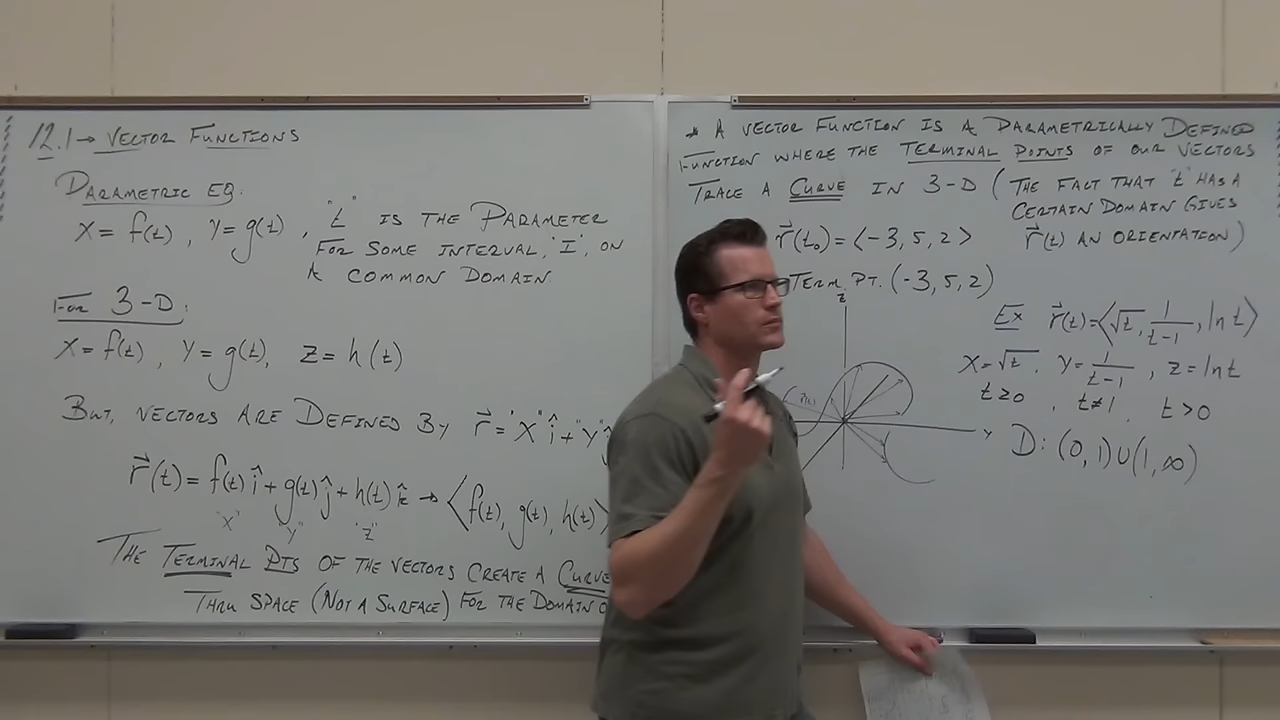 12.1 → VECTOR FUNCTIONS
PARAMETRIC EQ:
X = f(t) , Y = g(t) , "t" IS THE PARAMETER
FOR SOME INTERVAL, 'I', ON
A COMMON DOMAIN.
FOR 3-D:
X = f(t) , Y = g(t), Z = h(t)
BUT, VECTORS ARE DEFINED BY r⃗ = "X" î + "Y"
r⃗(t) = f(t) î + g(t) ĵ + h(t) k̂ → ⟨f(t), g(t), h(t)⟩
"X" "Y" "Z"
THE TERMINAL PTS OF THE VECTORS CREATE A CURVE
THRU SPACE (NOT A SURFACE) FOR THE DOMAIN
* A VECTOR FUNCTION IS A PARAMETRICALLY DEFINED
FUNCTION WHERE THE TERMINAL POINTS OF OUR VECTORS
TRACE A CURVE IN 3-D (THE FACT THAT "t" HAS A
CERTAIN DOMAIN GIVES
r⃗(t) AN ORIENTATION)
r⃗(t₀) = ⟨-3, 5, 2⟩
TERM. PT. (-3, 5, 2)
Z
r⃗(t)
Y
EX r⃗(t) = ⟨√t, 1/(t-1), ln t⟩
X = √t , Y = 1/(t-1) , Z = ln t
t ≥ 0 , t ≠ 1 t > 0
D: (0, 1) ∪ (1, ∞)